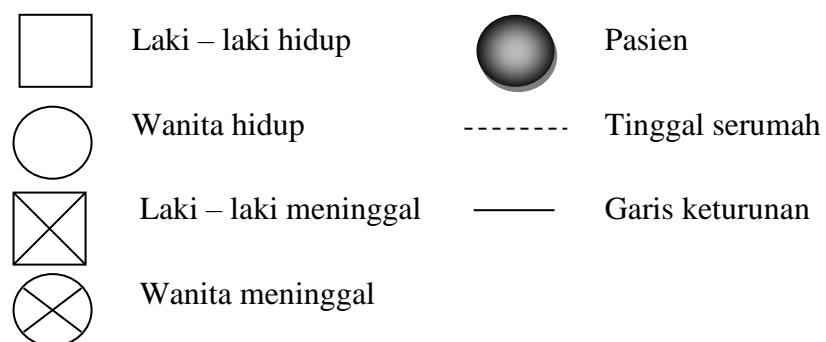 Laki – laki hidup
Pasien
Wanita hidup
Tinggal serumah
Laki – laki meninggal
Garis keturunan
Wanita meninggal